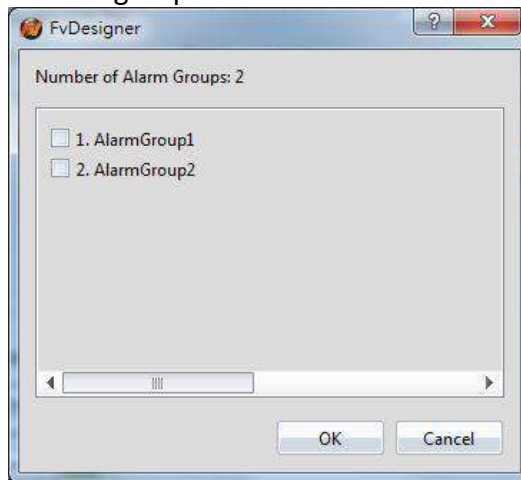 FvDesigner
Number of Alarm Groups: 2
1. AlarmGroup1
2. AlarmGroup2
OK Cancel